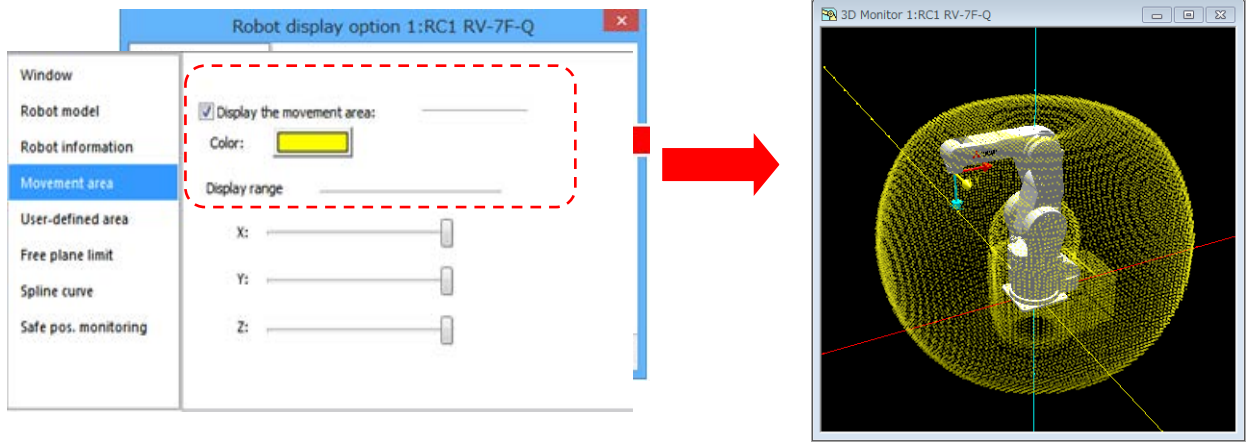 Robot display option 1:RC1 RV-7F-Q
Window
Robot model
Robot information
Movement area
User-defined area
Free plane limit
Spline curve
Safe pos. monitoring
Display the movement area:
Color:
Display range
X:
Y:
Z:
3D Monitor 1:RC1 RV-7F-Q